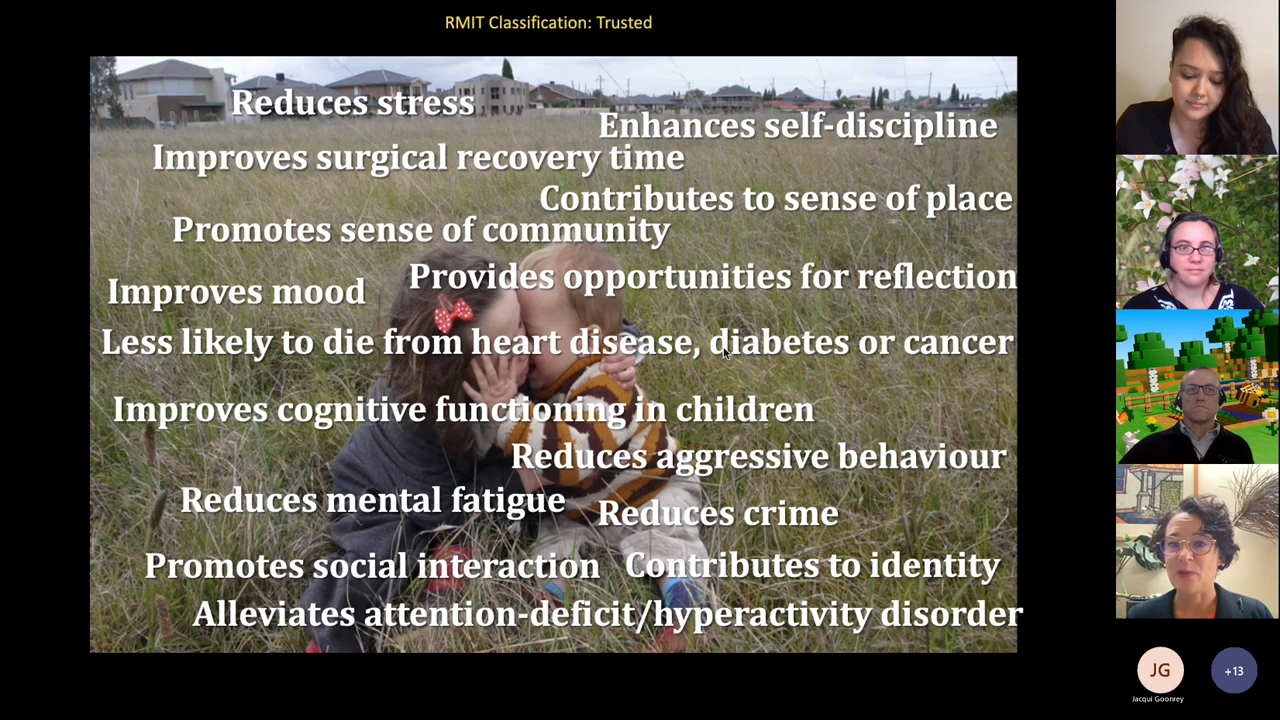 RMIT Classification: Trusted
Reduces stress
Enhances self-discipline
Improves surgical recovery time
Contributes to sense of place
Promotes sense of community
Provides opportunities for reflection
Improves mood
Less likely to die from heart disease, diabetes or cancer
Improves cognitive functioning in children
Reduces aggressive behaviour
Reduces mental fatigue
Reduces crime
Promotes social interaction
Contributes to identity
Alleviates attention-deficit/hyperactivity disorder
JG
+13
Jacqui Goonrey